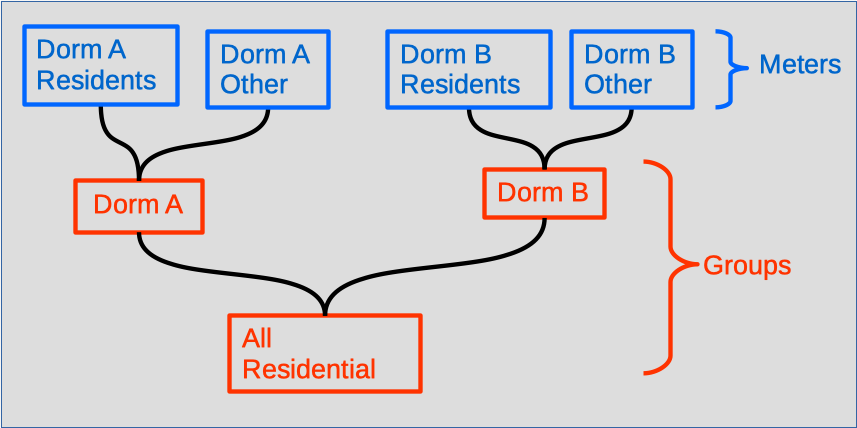 Dorm A
Residents
Dorm A
Other
Dorm B
Residents
Dorm B
Other
Meters
Dorm A
Dorm B
Groups
All
Residential